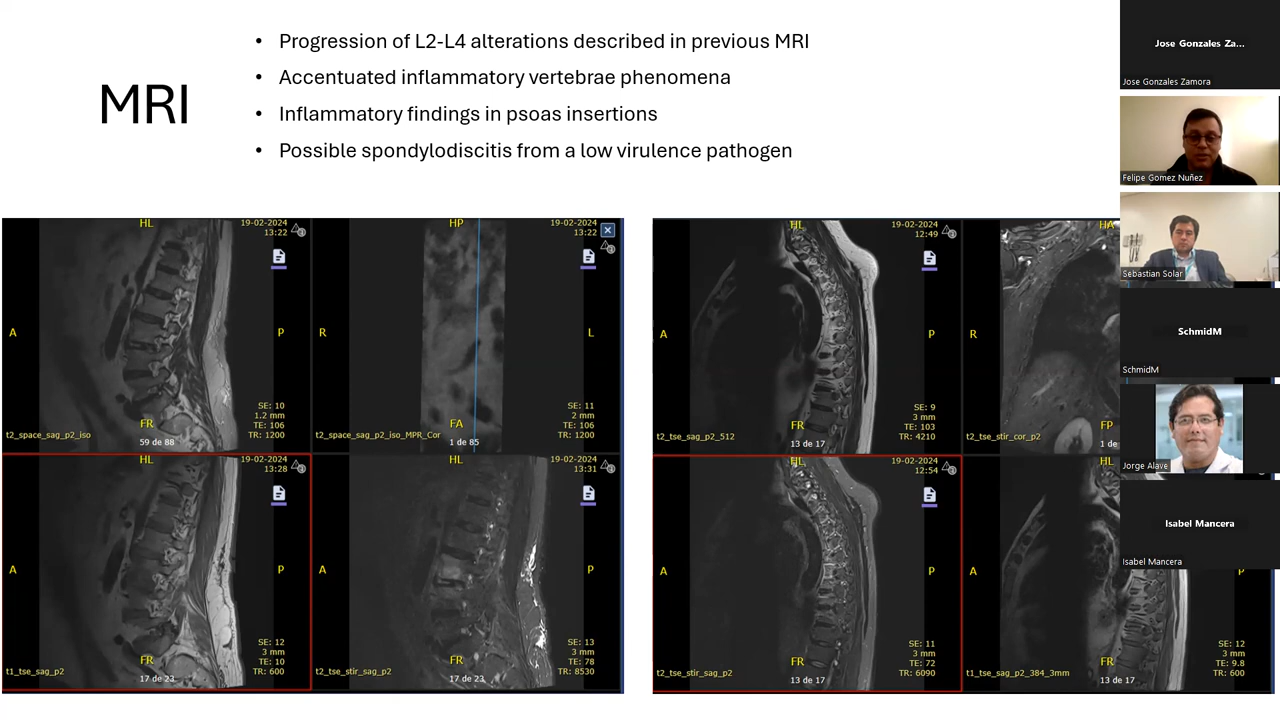 MRI
• Progression of L2-L4 alterations described in previous MRI
• Accentuated inflammatory vertebrae phenomena
• Inflammatory findings in psoas insertions
• Possible spondylodiscitis from a low virulence pathogen
HL
19-02-2024
13:22
A
P
FR
SE: 10
1.2 mm
TE: 106
TR: 1200
t2_space_sag_p2_iso
59 de 88
HP
19-02-2024
13:22
R
L
FA
SE: 11
2 mm
TE: 106
TR: 1200
t2_space_sag_p2_iso_MPR_Cor
1 de 85
HL
19-02-2024
13:28
A
P
FR
SE: 12
3 mm
TE: 10
TR: 600
t1_tse_sag_p2
17 de 23
HL
19-02-2024
13:31
A
P
FR
SE: 13
3 mm
TE: 78
TR: 8530
t2_tse_stir_sag_p2
17 de 23
HL
19-02-2024
12:49
A
P
FR
SE: 9
3 mm
TE: 103
TR: 4210
t2_tse_sag_p2_512
13 de 17
HA
R
FP
t2_tse_stir_cor_p2
1 de
HL
19-02-2024
12:54
A
P
FR
SE: 11
3 mm
TE: 72
TR: 6090
t2_tse_stir_sag_p2
13 de 17
HL
A
P
FR
SE: 12
3 mm
TE: 9.8
TR: 600
t1_tse_sag_p2_384_3mm
13 de 17
Jose Gonzales Za...
Jose Gonzales Zamora
Felipe Gomez Nuñez
Sebastian Solar
SchmidM
SchmidM
Jorge Alave
Isabel Mancera
Isabel Mancera